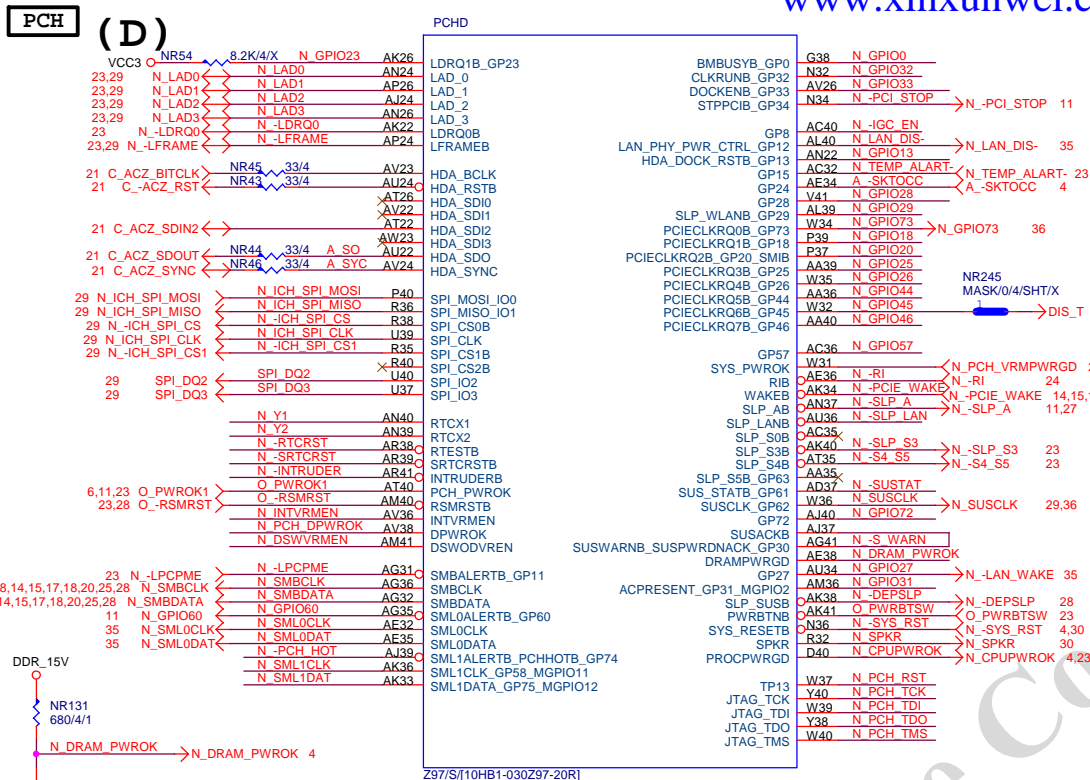 www.xinxunwei.c
PCH
(D)
PCHD
VCC3 NR54 8.2K/4/X N_GPIO23 AK26 LDRQ1B_GP23 BMBUSYB_GP0 G38 N_GPIO0
23,29 N_LAD0 N_LAD0 AN24 LAD_0 CLKRUNB_GP32 N32 N_GPIO32
23,29 N_LAD1 N_LAD1 AP26 LAD_1 DOCKENB_GP33 AV26 N_GPIO33
23,29 N_LAD2 N_LAD2 AJ24 LAD_2 STPPCIB_GP34 N34 N_-PCI_STOP N_-PCI_STOP 11
23,29 N_LAD3 N_LAD3 AN26 LAD_3
23 N_-LDRQ0 N_-LDRQ0 AK22 LDRQ0B GP8 AC40 N_-IGC_EN
23,29 N_-LFRAME N_-LFRAME AP24 LFRAMEB LAN_PHY_PWR_CTRL_GP12 AL40 N_LAN_DIS- N_LAN_DIS- 35
HDA_DOCK_RSTB_GP13 AN22 N_GPIO13
21 C_ACZ_BITCLK NR45 33/4 AV23 HDA_BCLK GP15 AC32 N_TEMP_ALART- N_TEMP_ALART- 23
21 C_-ACZ_RST NR43 33/4 AU24 HDA_RSTB GP24 AE34 A_-SKTOCC A_-SKTOCC 4
AT26 HDA_SDI0 GP28 V41 N_GPIO28
AV22 HDA_SDI1 SLP_WLANB_GP29 AL39 N_GPIO29
21 C_ACZ_SDIN2 AT22 HDA_SDI2 PCIECLKRQ0B_GP73 W34 N_GPIO73 N_GPIO73 36
AW23 HDA_SDI3 PCIECLKRQ1B_GP18 P39 N_GPIO18
21 C_ACZ_SDOUT NR44 33/4 A_SO AU22 HDA_SDO PCIECLKRQ2B_GP20_SMIB P37 N_GPIO20
21 C_ACZ_SYNC NR46 33/4 A_SYC AV24 HDA_SYNC PCIECLKRQ3B_GP25 AA39 N_GPIO25
PCIECLKRQ4B_GP26 W35 N_GPIO26
29 N_ICH_SPI_MOSI N_ICH_SPI_MOSI P40 SPI_MOSI_IO0 PCIECLKRQ5B_GP44 AA36 N_GPIO44
29 N_ICH_SPI_MISO N_ICH_SPI_MISO R36 SPI_MISO_IO1 PCIECLKRQ6B_GP45 W32 N_GPIO45 NR245 MASK/0/4/SHT/X 1 DIS_T
29 N_-ICH_SPI_CS N_-ICH_SPI_CS R38 SPI_CS0B PCIECLKRQ7B_GP46 AA40 N_GPIO46
29 N_ICH_SPI_CLK N_ICH_SPI_CLK U39 SPI_CLK
29 N_-ICH_SPI_CS1 N_-ICH_SPI_CS1 R35 SPI_CS1B GP57 AC36 N_GPIO57
R40 SPI_CS2B SYS_PWROK W31 N_PCH_VRMPWRGD
29 SPI_DQ2 SPI_DQ2 U40 SPI_IO2 RIB AE36 N_-RI N_-RI 24
29 SPI_DQ3 SPI_DQ3 U37 SPI_IO3 WAKEB AK34 N_-PCIE_WAKE N_-PCIE_WAKE 14,15,1
SLP_AB AN37 N_-SLP_A N_-SLP_A 11,27
N_Y1 AN40 RTCX1 SLP_LANB AU36 N_-SLP_LAN
N_Y2 AN39 RTCX2 SLP_S0B AC35
N_-RTCRST AR38 RTESTB SLP_S3B AK40 N_-SLP_S3 N_-SLP_S3 23
N_-SRTCRST AR39 SRTCRSTB SLP_S4B AT35 N_-S4_S5 N_-S4_S5 23
N_-INTRUDER AR41 INTRUDERB SLP_S5B_GP63 AA35
6,11,23 O_PWROK1 O_PWROK1 AT40 PCH_PWROK SUS_STATB_GP61 AD37 N_-SUSTAT
23,28 O_-RSMRST O_-RSMRST AM40 RSMRSTB SUSCLK_GP62 W36 N_SUSCLK N_SUSCLK 29,36
N_INTVRMEN AV36 INTVRMEN GP72 AJ40 N_GPIO72
N_PCH_DPWROK AV38 DPWROK SUSACKB AJ37
N_DSWVRMEN AM41 DSWODVREN SUSWARNB_SUSPWRDNACK_GP30 AG41 N_-S_WARN
DRAMPWRGD AE38 N_DRAM_PWROK
23 N_-LPCPME N_-LPCPME AG31 SMBALERTB_GP11 GP27 AU34 N_GPIO27 N_-LAN_WAKE 35
8,14,15,17,18,20,25,28 N_SMBCLK N_SMBCLK AG36 SMBCLK ACPRESENT_GP31_MGPIO2 AM36 N_GPIO31
14,15,17,18,20,25,28 N_SMBDATA N_SMBDATA AG32 SMBDATA SLP_SUSB AK38 N_-DEPSLP N_-DEPSLP 28
11 N_GPIO60 N_GPIO60 AG35 SML0ALERTB_GP60 PWRBTNB AK41 O_PWRBTSW O_PWRBTSW 23
35 N_SML0CLK N_SML0CLK AE32 SML0CLK SYS_RESETB N36 N_-SYS_RST N_-SYS_RST 4,30
35 N_SML0DAT N_SML0DAT AE35 SML0DATA SPKR R32 N_SPKR N_SPKR 30
N_-PCH_HOT AJ39 SML1ALERTB_PCHHOTB_GP74 PROCPWRGD D40 N_CPUPWROK N_CPUPWROK 4,23
N_SML1CLK AK36 SML1CLK_GP58_MGPIO11
N_SML1DAT AK33 SML1DATA_GP75_MGPIO12 TP13 W37 N_PCH_RST
JTAG_TCK Y40 N_PCH_TCK
JTAG_TDI W39 N_PCH_TDI
JTAG_TDO Y38 N_PCH_TDO
JTAG_TMS W40 N_PCH_TMS
DDR_15V
NR131
680/4/1
N_DRAM_PWROK N_DRAM_PWROK 4
Z97/S/[10HB1-030Z97-20R]